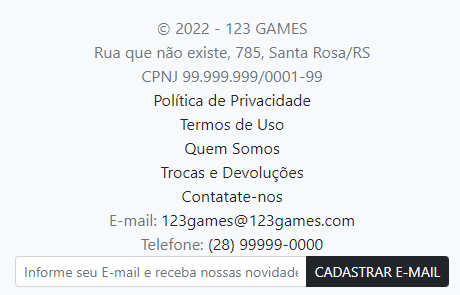 © 2022 - 123 GAMES
Rua que não existe, 785, Santa Rosa/RS
CPNJ 99.999.999/0001-99
Política de Privacidade
Termos de Uso
Quem Somos
Trocas e Devoluções
Contatate-nos
E-mail: 123games@123games.com
Telefone: (28) 99999-0000
Informe seu E-mail e receba nossas novidade CADASTRAR E-MAIL